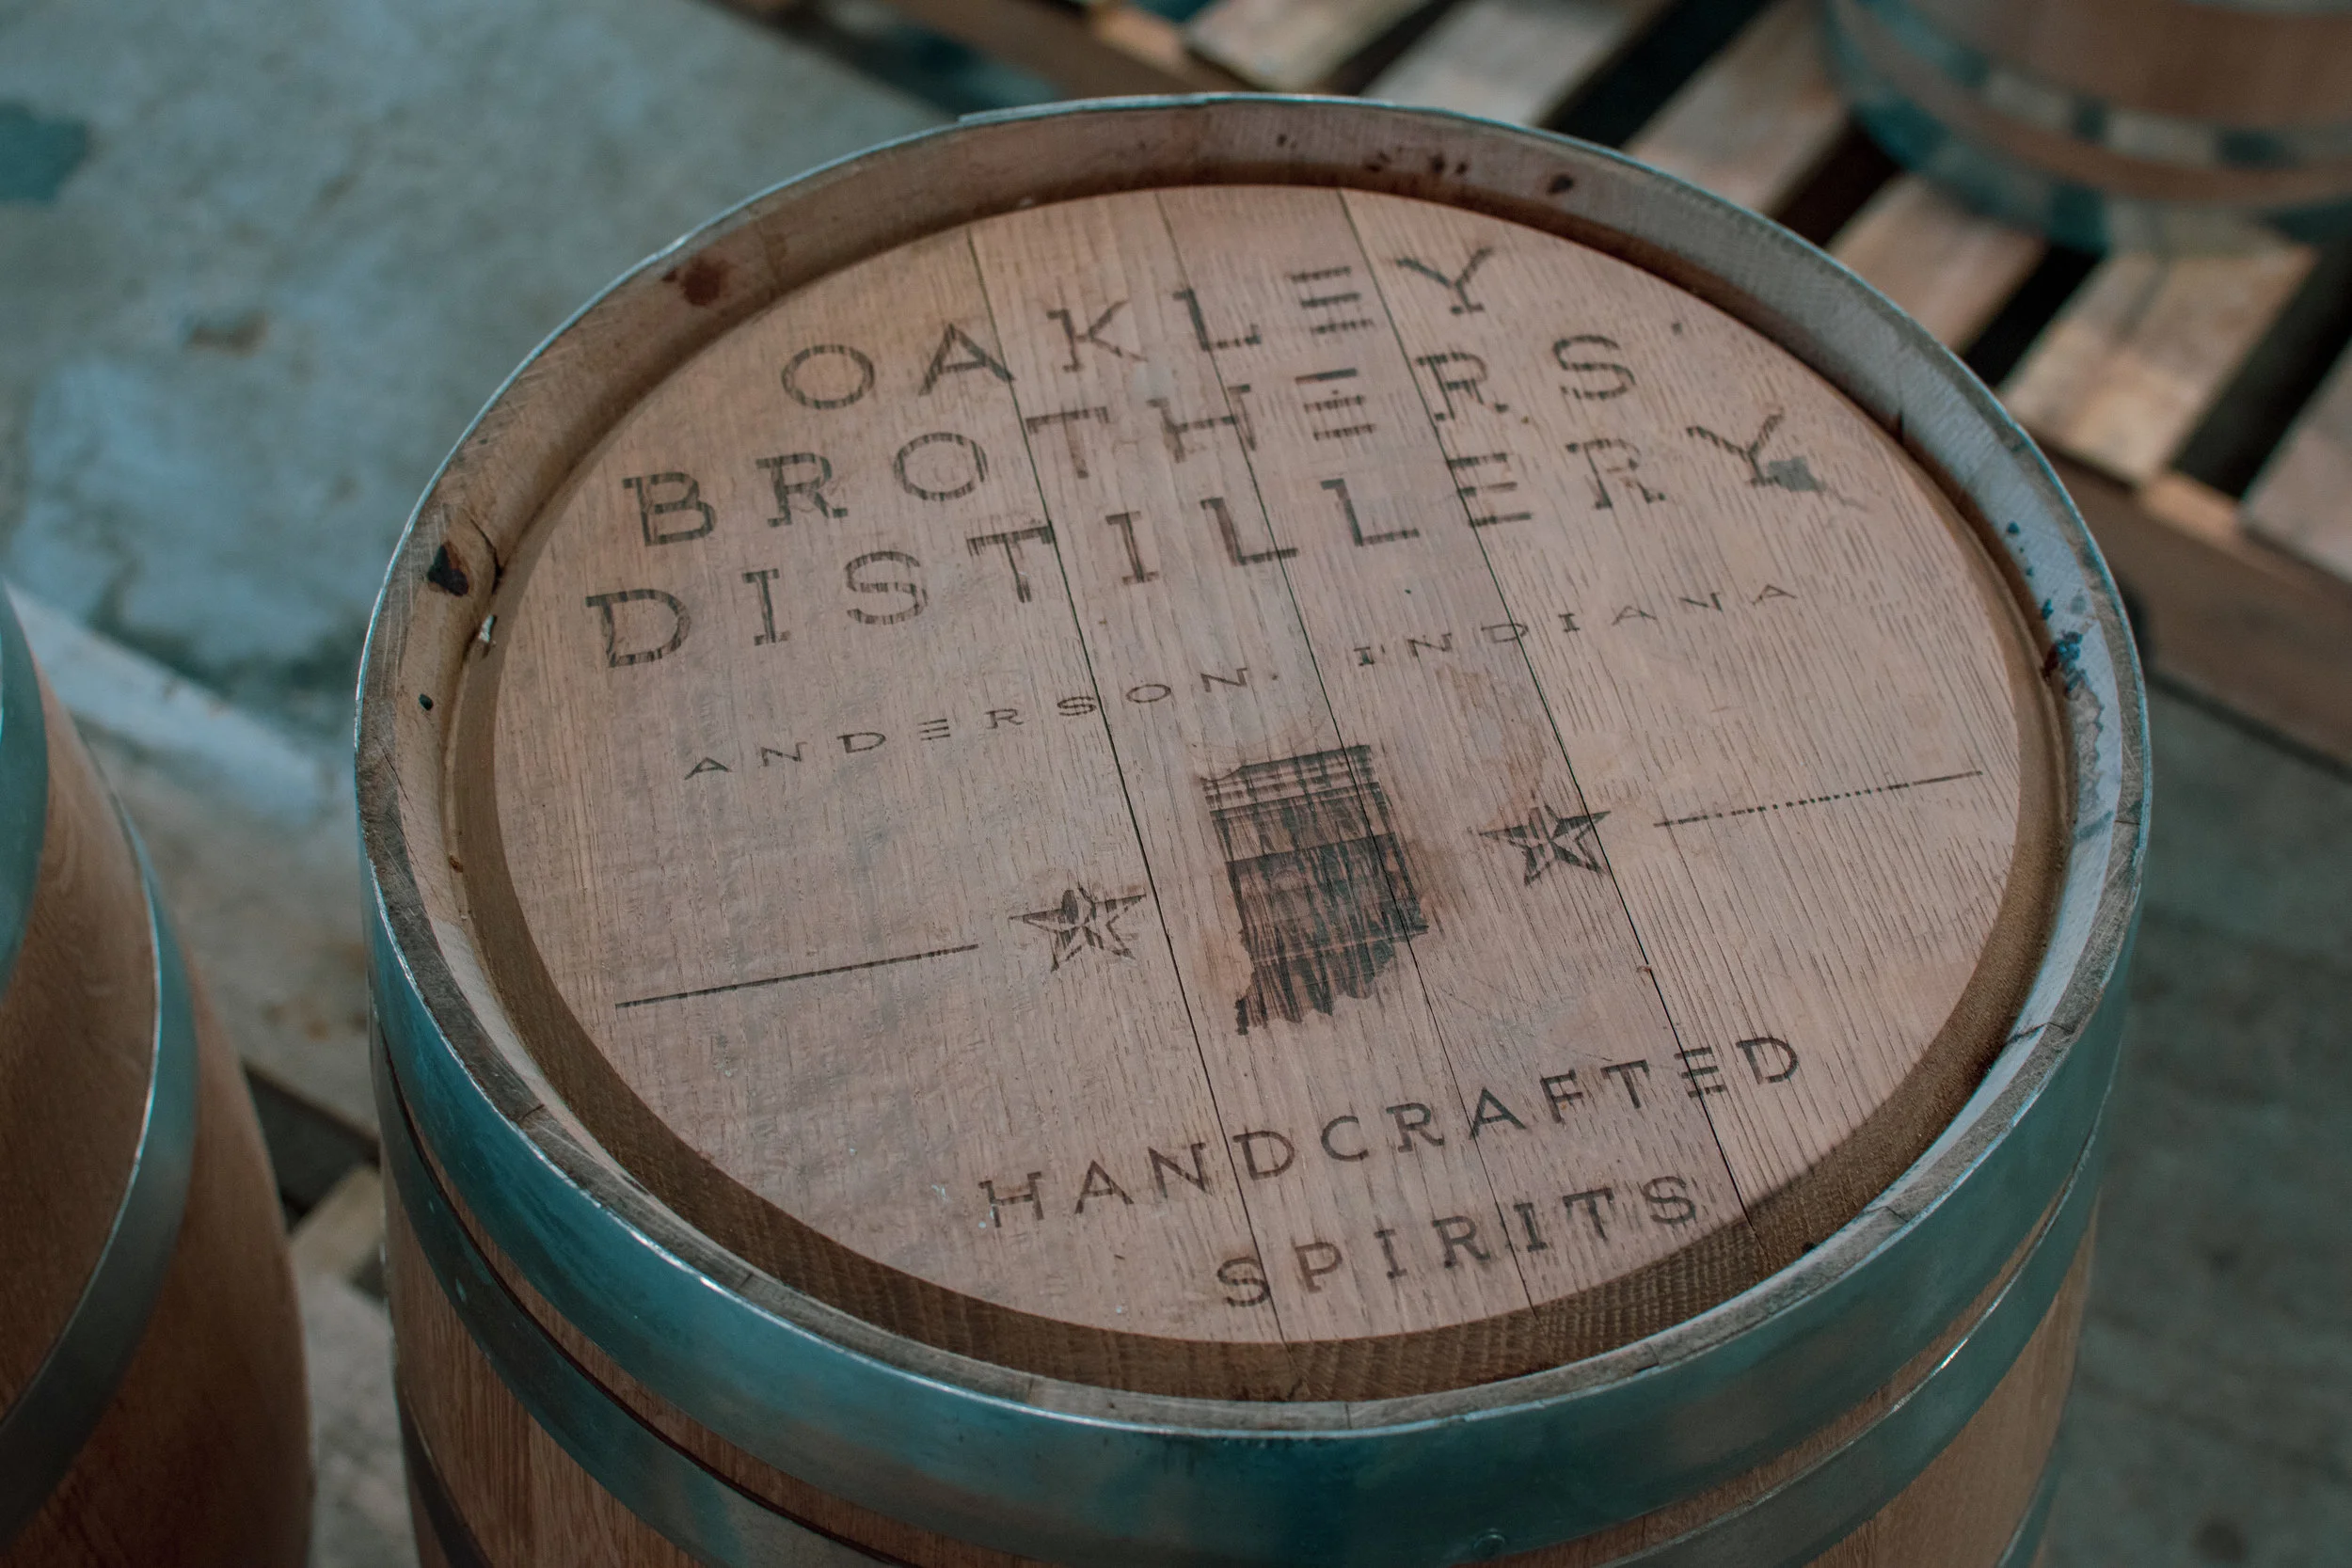 OAKLEY
BROTHERS'
DISTILLERY
ANDERSON, INDIANA
HANDCRAFTED
SPIRITS